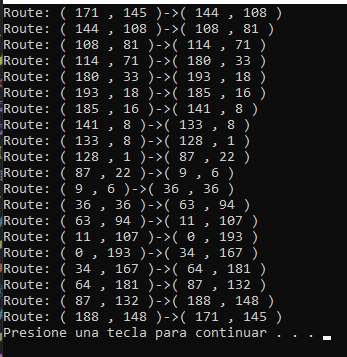 Route: ( 171 , 145 )->( 144 , 108 )
Route: ( 144 , 108 )->( 108 , 81 )
Route: ( 108 , 81 )->( 114 , 71 )
Route: ( 114 , 71 )->( 180 , 33 )
Route: ( 180 , 33 )->( 193 , 18 )
Route: ( 193 , 18 )->( 185 , 16 )
Route: ( 185 , 16 )->( 141 , 8 )
Route: ( 141 , 8 )->( 133 , 8 )
Route: ( 133 , 8 )->( 128 , 1 )
Route: ( 128 , 1 )->( 87 , 22 )
Route: ( 87 , 22 )->( 9 , 6 )
Route: ( 9 , 6 )->( 36 , 36 )
Route: ( 36 , 36 )->( 63 , 94 )
Route: ( 63 , 94 )->( 11 , 107 )
Route: ( 11 , 107 )->( 0 , 193 )
Route: ( 0 , 193 )->( 34 , 167 )
Route: ( 34 , 167 )->( 64 , 181 )
Route: ( 64 , 181 )->( 87 , 132 )
Route: ( 87 , 132 )->( 188 , 148 )
Route: ( 188 , 148 )->( 171 , 145 )
Presione una tecla para continuar . . .